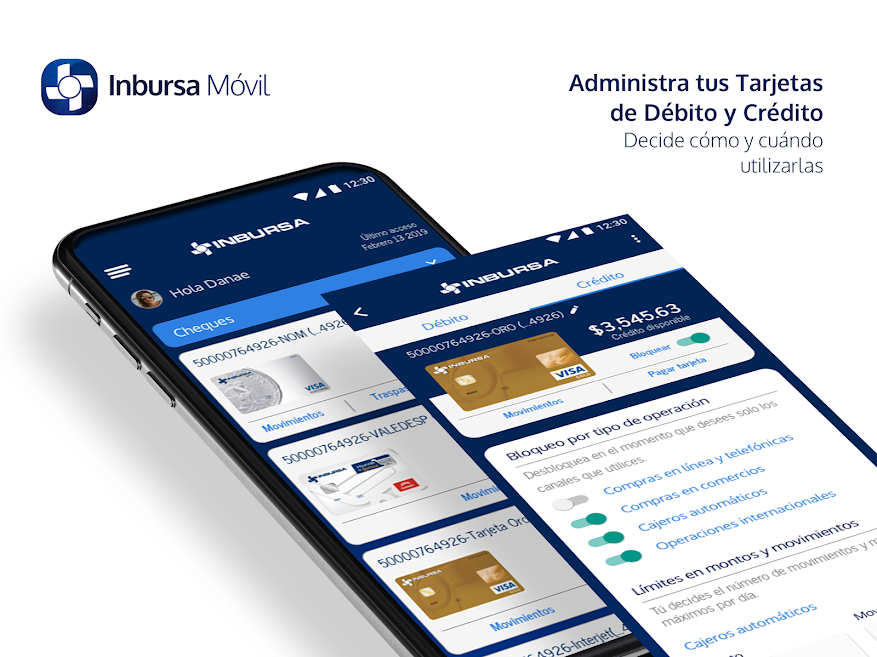 Inbursa Móvil
Administra tus Tarjetas
de Débito y Crédito
Decide cómo y cuándo
utilizarlas
12:30
INBURSA
Último acceso
Febrero 13 2019
Hola Danae
Cheques
50000764926-NOM (...4926
VISA
Movimientos
Traspa
50000764926-VALEDESP
INBURSA
Movimi
50000764926-Tarjeta Oro
INBURSA
VISA
Movimientos
50000764926-Interjet(...4
12:30
INBURSA
Débito
Crédito
50000764926-ORO (...4926)
$3,545.63
Crédito disponible
INBURSA
VISA
Bloquear
Movimientos
Pagar tarjeta
Bloqueo por tipo de operación
Desbloquea en el momento que desees solo los
canales que utilices.
Compras en línea y telefónicas
Compras en comercios
Cajeros automáticos
Operaciones internacionales
Límites en montos y movimientos
Tú decides el número de movimientos y m
máximos por día.
Cajeros automáticos
Mov